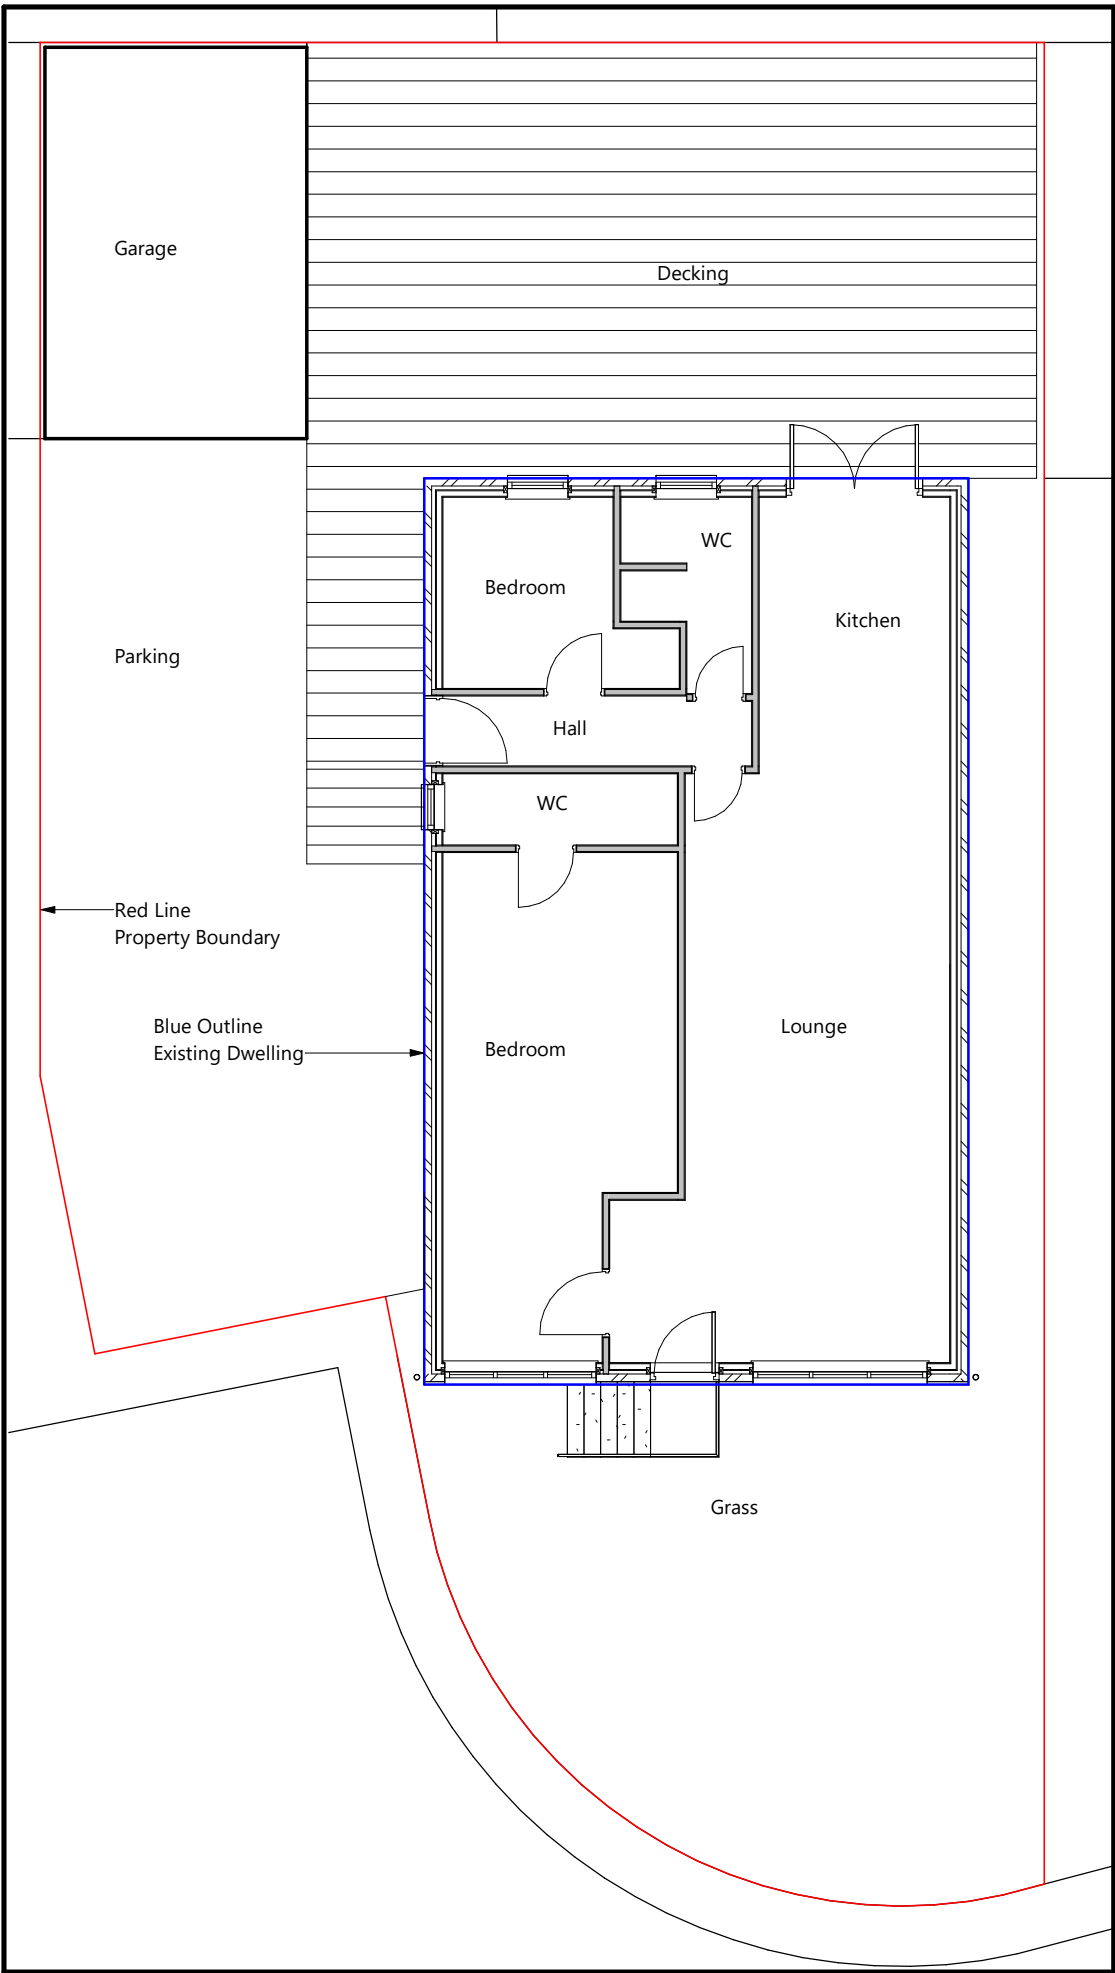 Garage
Decking
WC
Bedroom
Kitchen
Parking
Hall
WC
Red Line
Property Boundary
Blue Outline
Existing Dwelling
Bedroom
Lounge
Grass